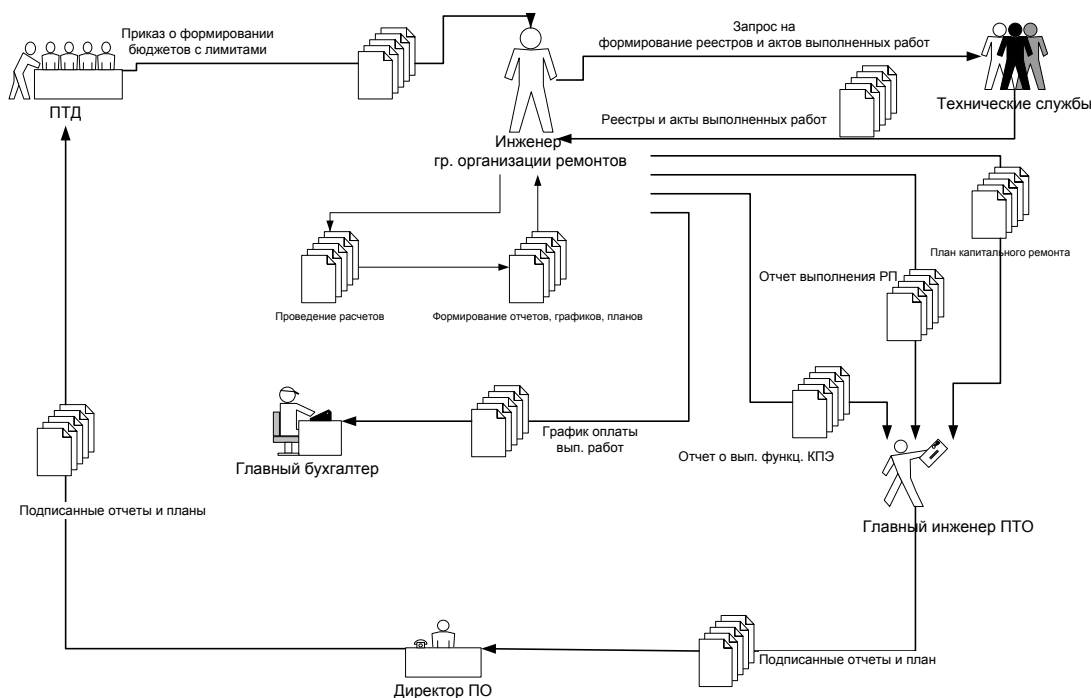 Приказ о формировании
бюджетов с лимитами
ПТД
Запрос на
формирование реестров и актов выполненных работ
Технические службы
Реестры и акты выполненных работ
Инженер
гр. организации ремонтов
План капитального ремонта
Отчет выполнения РП
Проведение расчетов
Формирование отчетов, графиков, планов
График оплаты
вып. работ
Главный бухгалтер
Отчет о вып. функц. КПЭ
Главный инженер ПТО
Подписанные отчеты и планы
Подписанные отчеты и план
Директор ПО